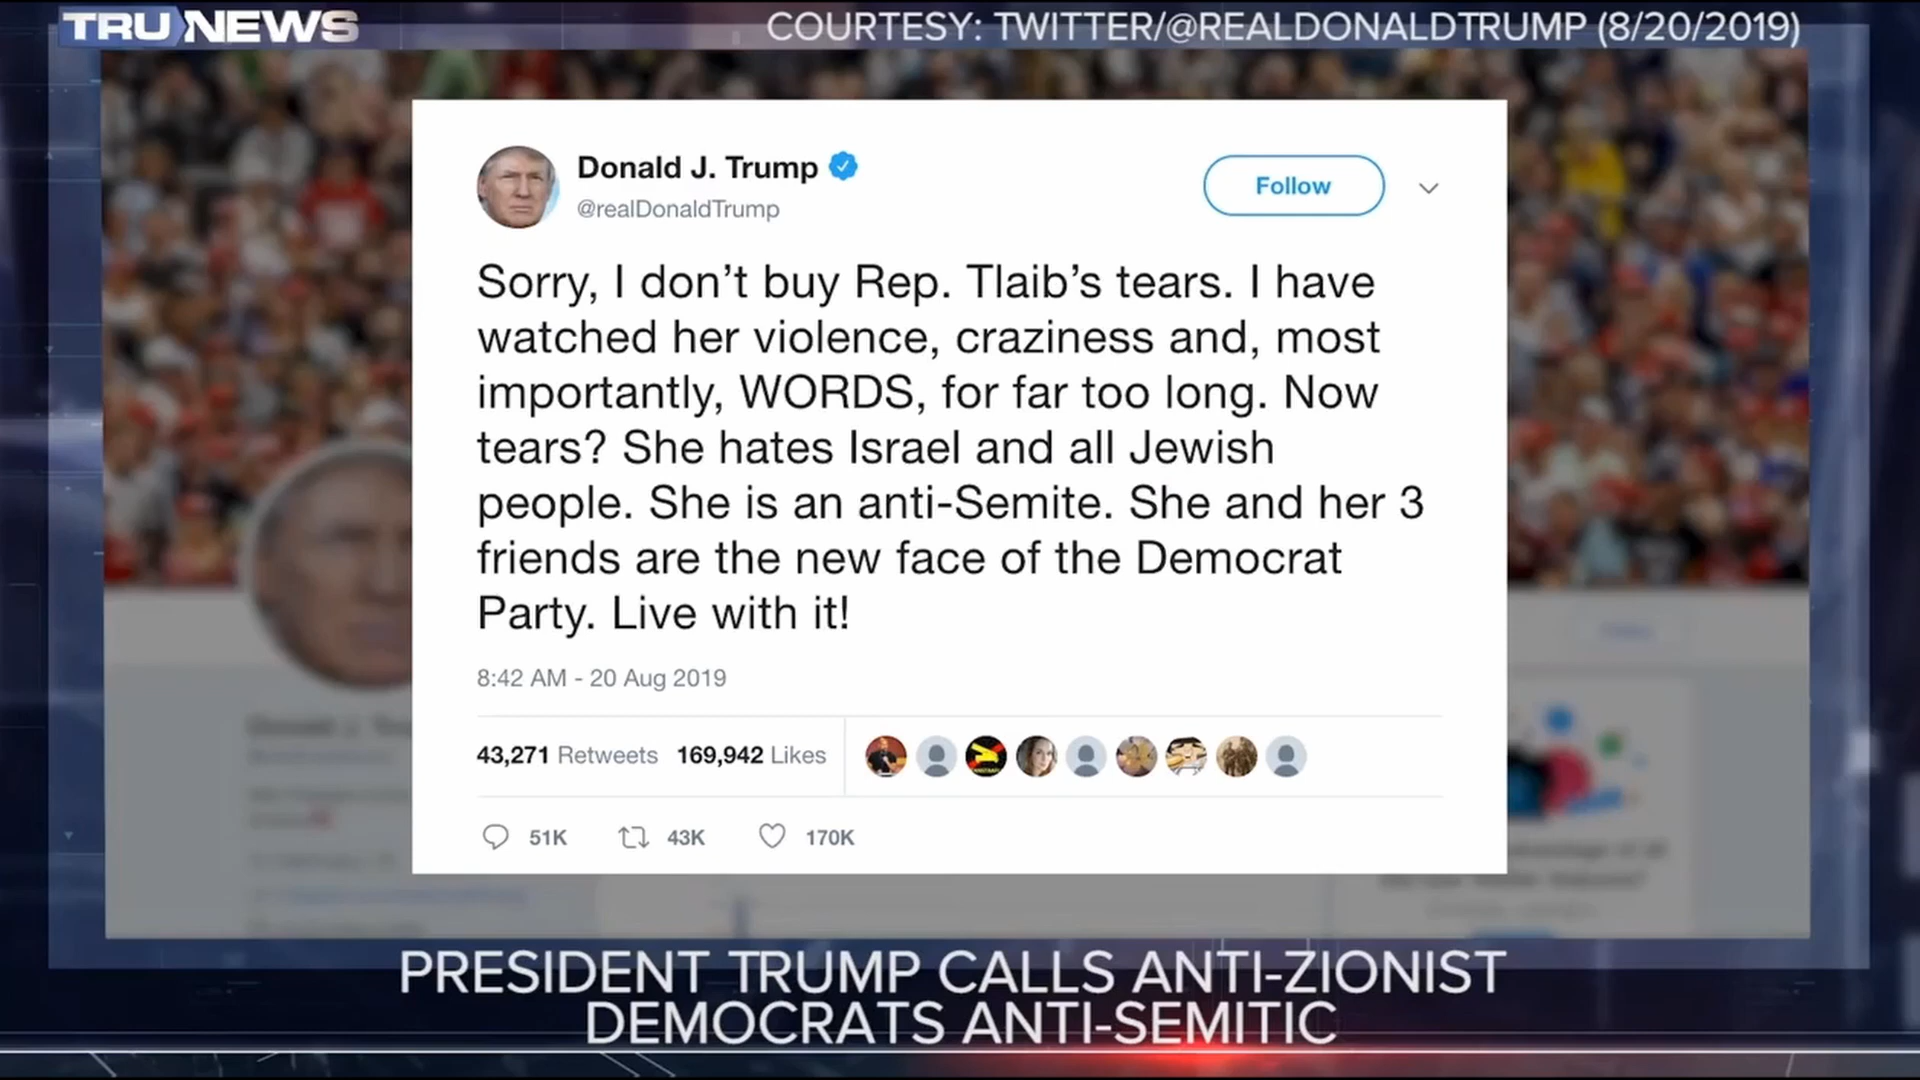 TRUNEWS
COURTESY: TWITTER/@REALDONALDTRUMP (8/20/2019)
Donald J. Trump
@realDonaldTrump
Follow
Sorry, I don’t buy Rep. Tlaib’s tears. I have
watched her violence, craziness and, most
importantly, WORDS, for far too long. Now
tears? She hates Israel and all Jewish
people. She is an anti-Semite. She and her 3
friends are the new face of the Democrat
Party. Live with it!
8:42 AM - 20 Aug 2019
43,271 Retweets 169,942 Likes
51K 43K 170K
PRESIDENT TRUMP CALLS ANTI-ZIONIST
DEMOCRATS ANTI-SEMITIC